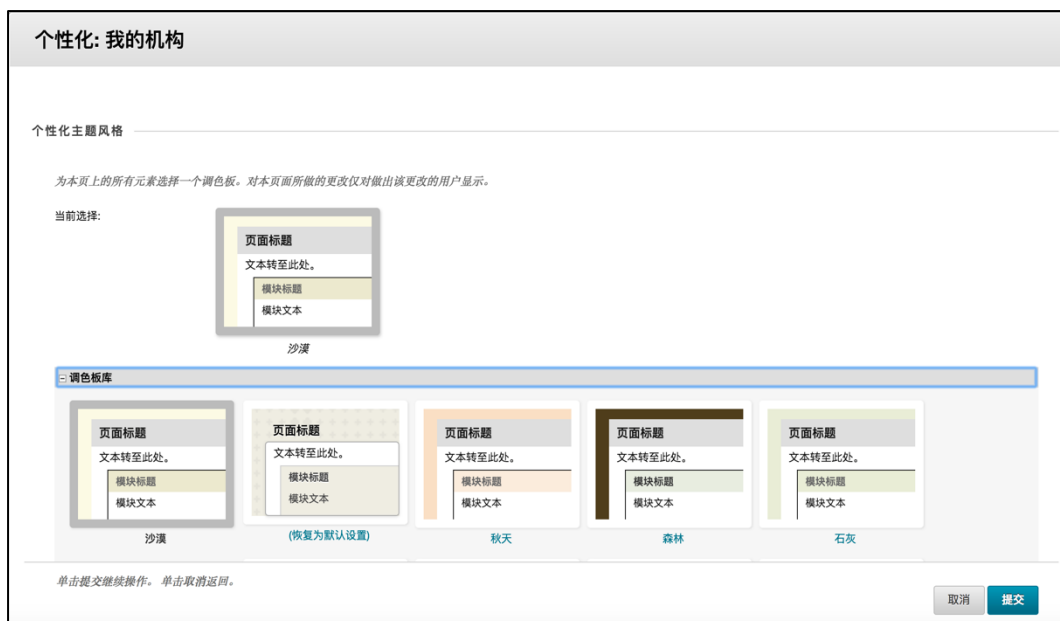 个性化: 我的机构
个性化主题风格
为本页上的所有元素选择一个调色板。对本页面所做的更改仅对做出该更改的用户显示。
当前选择:
页面标题
文本转至此处。
模块标题
模块文本
沙漠
调色板库
页面标题
文本转至此处。
模块标题
模块文本
沙漠
页面标题
文本转至此处。
模块标题
模块文本
(恢复为默认设置)
页面标题
文本转至此处。
模块标题
模块文本
秋天
页面标题
文本转至此处。
模块标题
模块文本
森林
页面标题
文本转至此处。
模块标题
模块文本
石灰
单击提交继续操作。 单击取消返回。
取消
提交